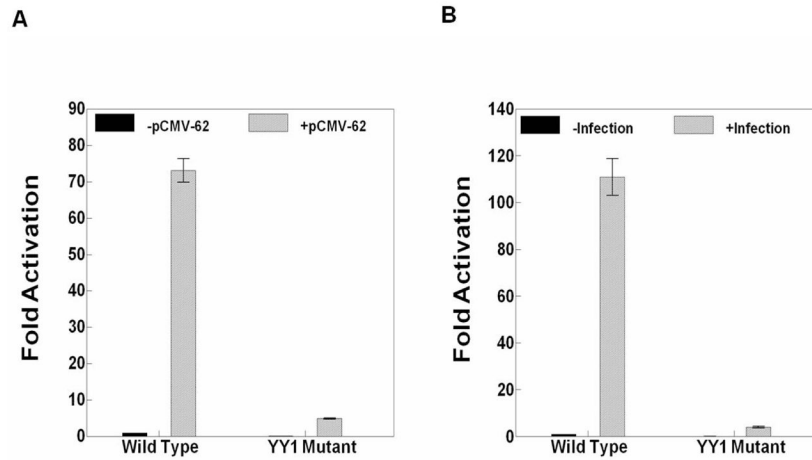 A
Fold Activation
90
80
70
60
50
40
30
20
10
0
-pCMV-62 +pCMV-62
Wild Type YY1 Mutant
B
Fold Activation
140
120
100
80
60
40
20
0
-Infection +Infection
Wild Type YY1 Mutant